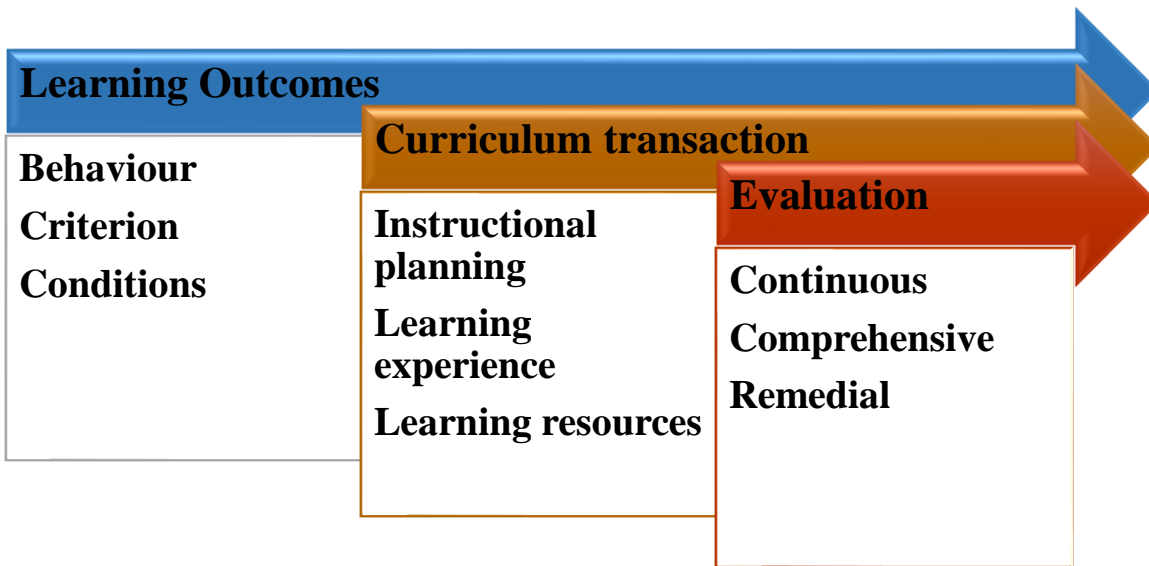 Learning Outcomes
Behaviour
Criterion
Conditions
Curriculum transaction
Instructional
planning
Learning
experience
Learning resources
Evaluation
Continuous
Comprehensive
Remedial